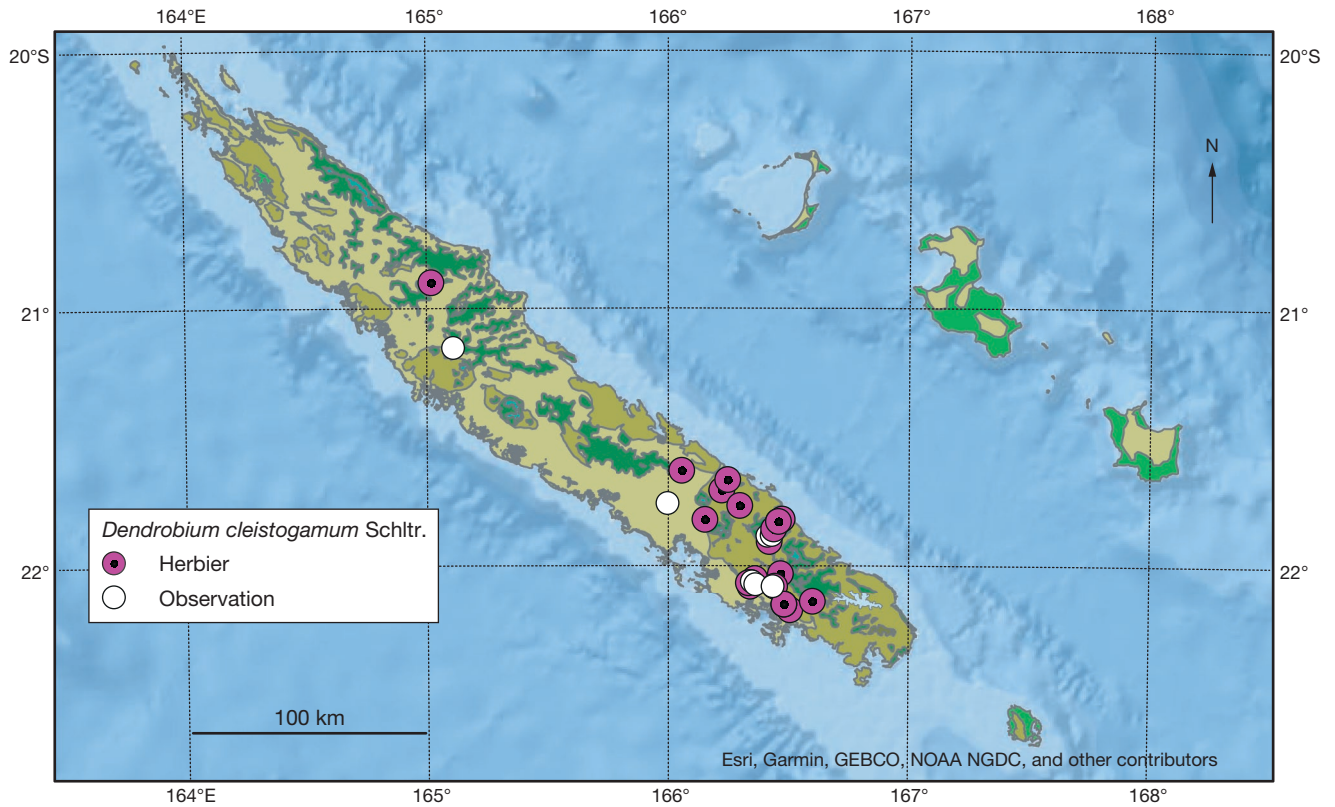 164°E 165° 166° 167° 168°
20°S 20°S
N
21° 21°
Dendrobium cleistogamum Schltr.
Herbier
Observation
22° 22°
100 km
Esri, Garmin, GEBCO, NOAA NGDC, and other contributors
164°E 165° 166° 167° 168°